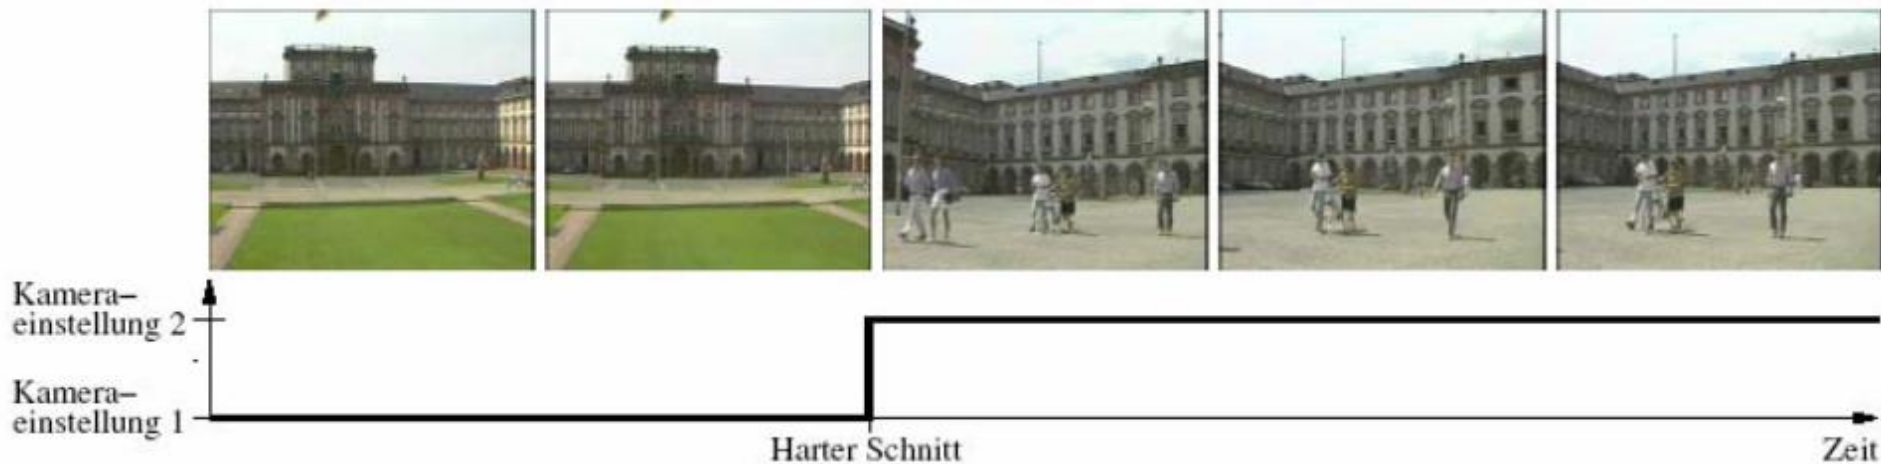 Kamera–
einstellung 2
Kamera–
einstellung 1
Harter Schnitt
Zeit